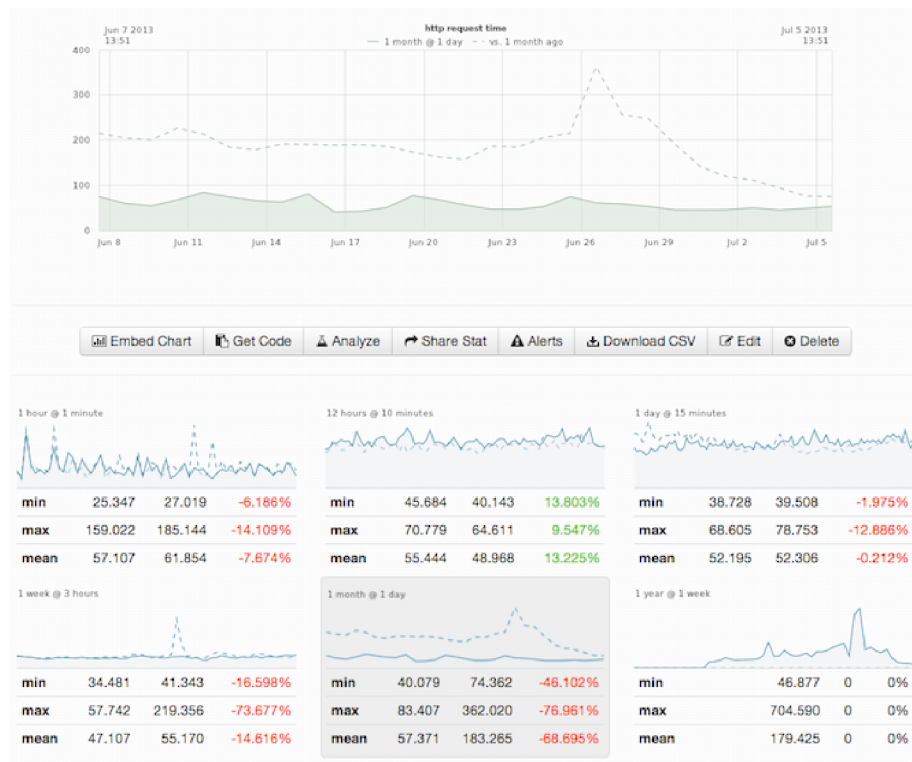 Jun 7 2013 http request time Jul 5 2013
13:51 1 month @ 1 day vs. 1 month ago 13:51
400
300
200
100
0
Jun 8 Jun 11 Jun 14 Jun 17 Jun 20 Jun 23 Jun 26 Jun 29 Jul 2 Jul 5
Embed Chart Get Code Analyze Share Stat Alerts Download CSV Edit Delete
1 hour @ 1 minute 12 hours @ 10 minutes 1 day @ 15 minutes
min 25.347 27.019 -6.186% min 45.684 40.143 13.803% min 38.728 39.508 -1.975%
max 159.022 185.144 -14.109% max 70.779 64.611 9.547% max 68.605 78.753 -12.886%
mean 57.107 61.854 -7.674% mean 55.444 48.968 13.225% mean 52.195 52.306 -0.212%
1 week @ 3 hours 1 month @ 1 day 1 year @ 1 week
min 34.481 41.343 -16.598% min 40.079 74.362 -46.102% min 46.877 0 0%
max 57.742 219.356 -73.677% max 83.407 362.020 -76.961% max 704.590 0 0%
mean 47.107 55.170 -14.616% mean 57.371 183.265 -68.695% mean 179.425 0 0%